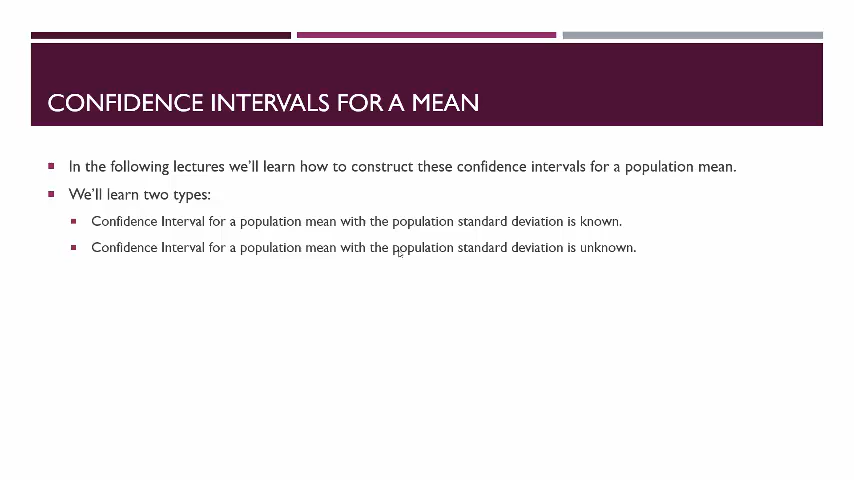 CONFIDENCE INTERVALS FOR A MEAN
In the following lectures we'll learn how to construct these confidence intervals for a population mean.
We'll learn two types:
Confidence Interval for a population mean with the population standard deviation is known.
Confidence Interval for a population mean with the population standard deviation is unknown.